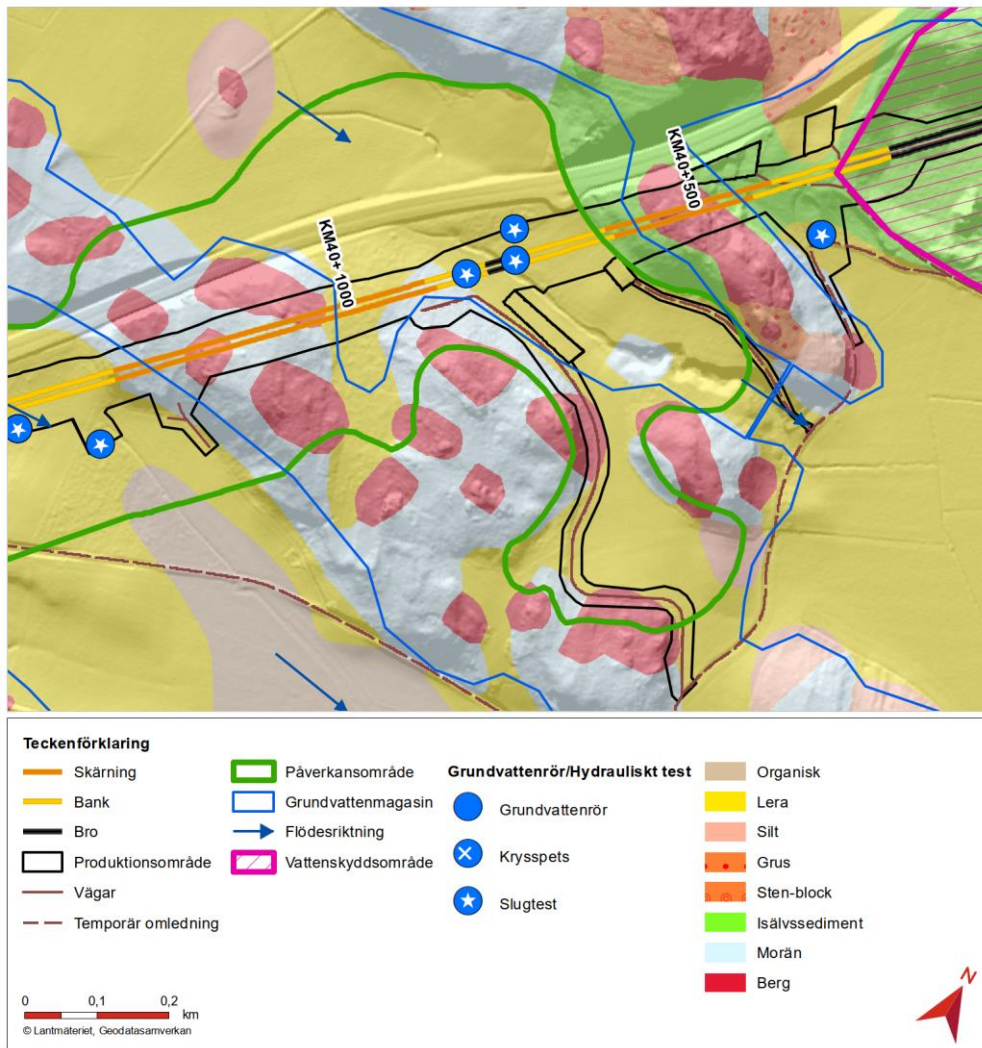 KM40+ 500
KM40+ 1000
Teckenförklaring
Skärning
Bank
Bro
Produktionsområde
Vägar
Temporär omledning
Påverkansområde
Grundvattenmagasin
Flödesriktning
Vattenskyddsområde
Grundvattenrör/Hydrauliskt test
Grundvattenrör
Krysspets
Slugtest
Organisk
Lera
Silt
Grus
Sten-block
Isälvssediment
Morän
Berg
0 0,1 0,2
km
© Lantmäteriet, Geodatasamverkan
N